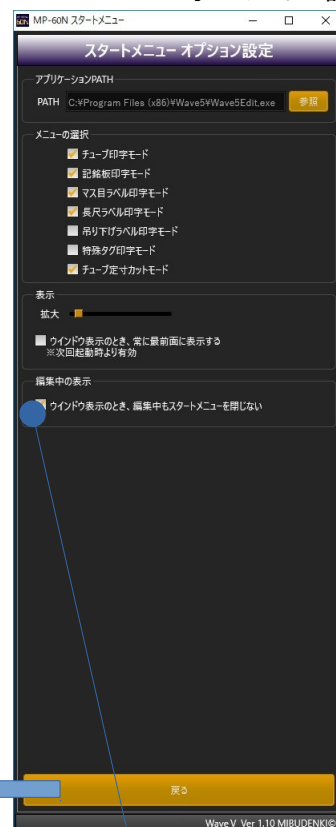 MP-60N スタートメニュー
スタートメニュー オプション設定
アプリケーションPATH
PATH C:¥Program Files (x86)¥Wave5¥Wave5Edit.exe 参照
メニューの選択
チューブ印字モード
記銘板印字モード
マス目ラベル印字モード
長尺ラベル印字モード
吊り下げラベル印字モード
特殊タグ印字モード
チューブ定寸カットモード
表示
拡大
ウインドウ表示のとき、常に最前面に表示する
※次回起動時より有効
編集中の表示
ウインドウ表示のとき、編集中もスタートメニューを閉じない
戻る
Wave V Ver 1.10 MIBUDENKI©